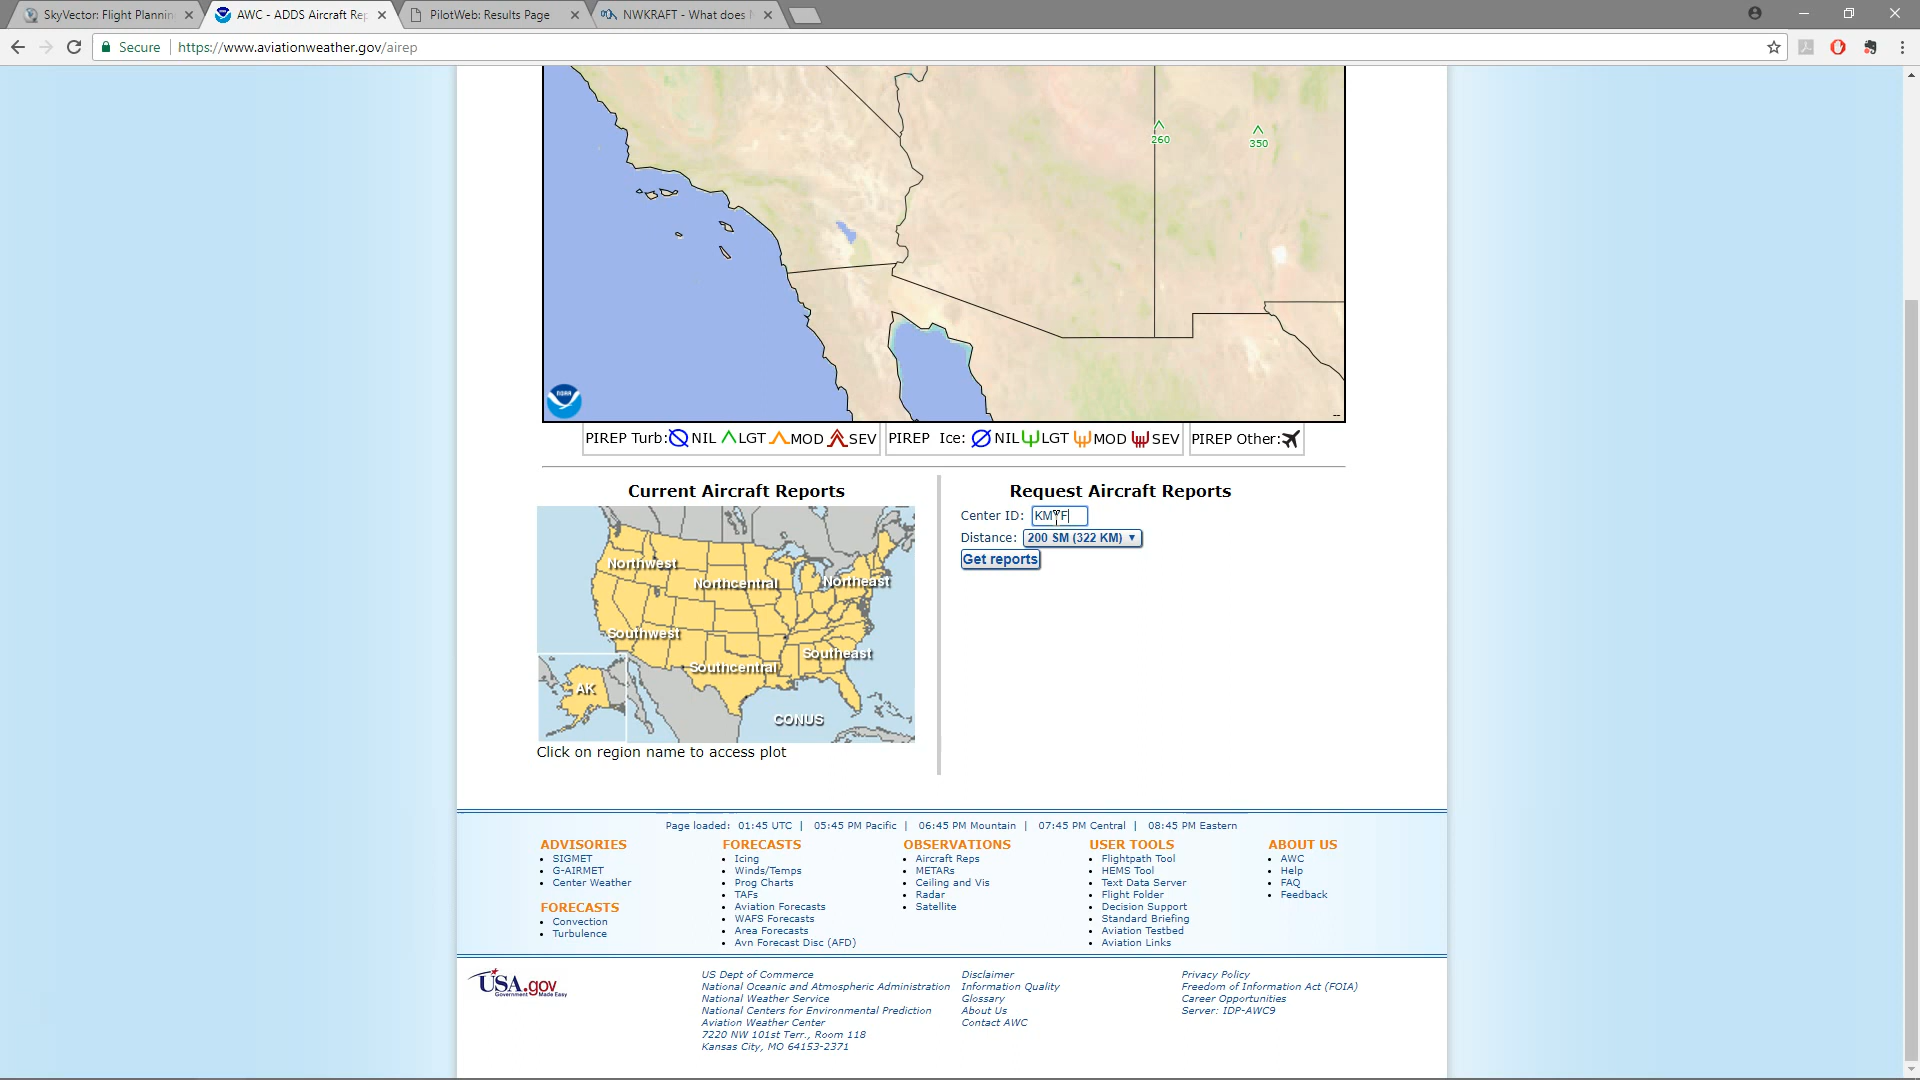 SkyVector: Flight Plannin
AWC - ADDS Aircraft Rep
PilotWeb: Results Page
NWKRAFT - What does
Secure
https://www.aviationweather.gov/airep
260
350
NOAA
PIREP Turb: NIL LGT MOD SEV
PIREP Ice: NIL LGT MOD SEV
PIREP Other:
Current Aircraft Reports
Northwest
Northcentral
Northeast
Southwest
Southcentral
Southeast
AK
CONUS
Click on region name to access plot
Request Aircraft Reports
Center ID: KMYF
Distance: 200 SM (322 KM)
Get reports
Page loaded: 01:45 UTC | 05:45 PM Pacific | 06:45 PM Mountain | 07:45 PM Central | 08:45 PM Eastern
ADVISORIES
SIGMET
G-AIRMET
Center Weather
FORECASTS
Convection
Turbulence
FORECASTS
Icing
Winds/Temps
Prog Charts
TAFs
Aviation Forecasts
WAFS Forecasts
Area Forecasts
Avn Forecast Disc (AFD)
OBSERVATIONS
Aircraft Reps
METARs
Ceiling and Vis
Radar
Satellite
USER TOOLS
Flightpath Tool
HEMS Tool
Text Data Server
Flight Folder
Decision Support
Standard Briefing
Aviation Testbed
Aviation Links
ABOUT US
AWC
Help
FAQ
Feedback
USA.gov
Government Made Easy
US Dept of Commerce
National Oceanic and Atmospheric Administration
National Weather Service
National Centers for Environmental Prediction
Aviation Weather Center
7220 NW 101st Terr., Room 118
Kansas City, MO 64153-2371
Disclaimer
Information Quality
Glossary
About Us
Contact AWC
Privacy Policy
Freedom of Information Act (FOIA)
Career Opportunities
Server: IDP-AWC9